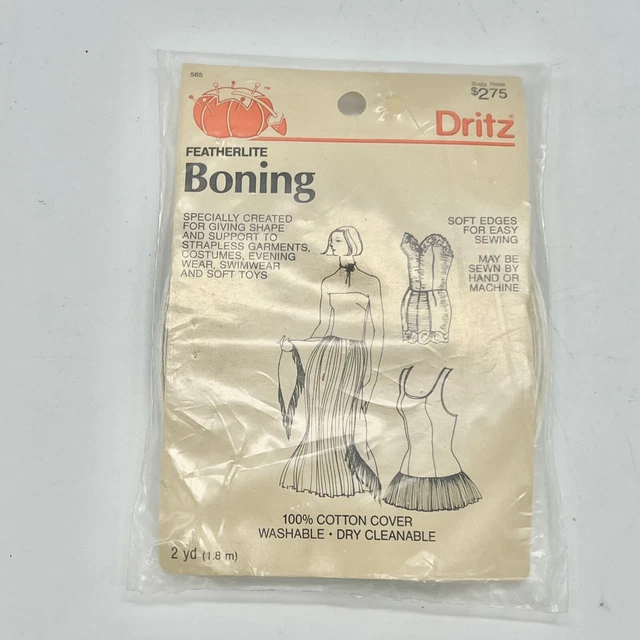 565
$2.75
Dritz®
FEATHERLITE
Boning
SPECIALLY CREATED
FOR GIVING SHAPE
AND SUPPORT TO
STRAPLESS GARMENTS,
COSTUMES, EVENING
WEAR, SWIMWEAR
AND SOFT TOYS
SOFT EDGES
FOR EASY
SEWING
MAY BE
SEWN BY
HAND OR
MACHINE
100% COTTON COVER
WASHABLE • DRY CLEANABLE
2 yd (1.8 m)